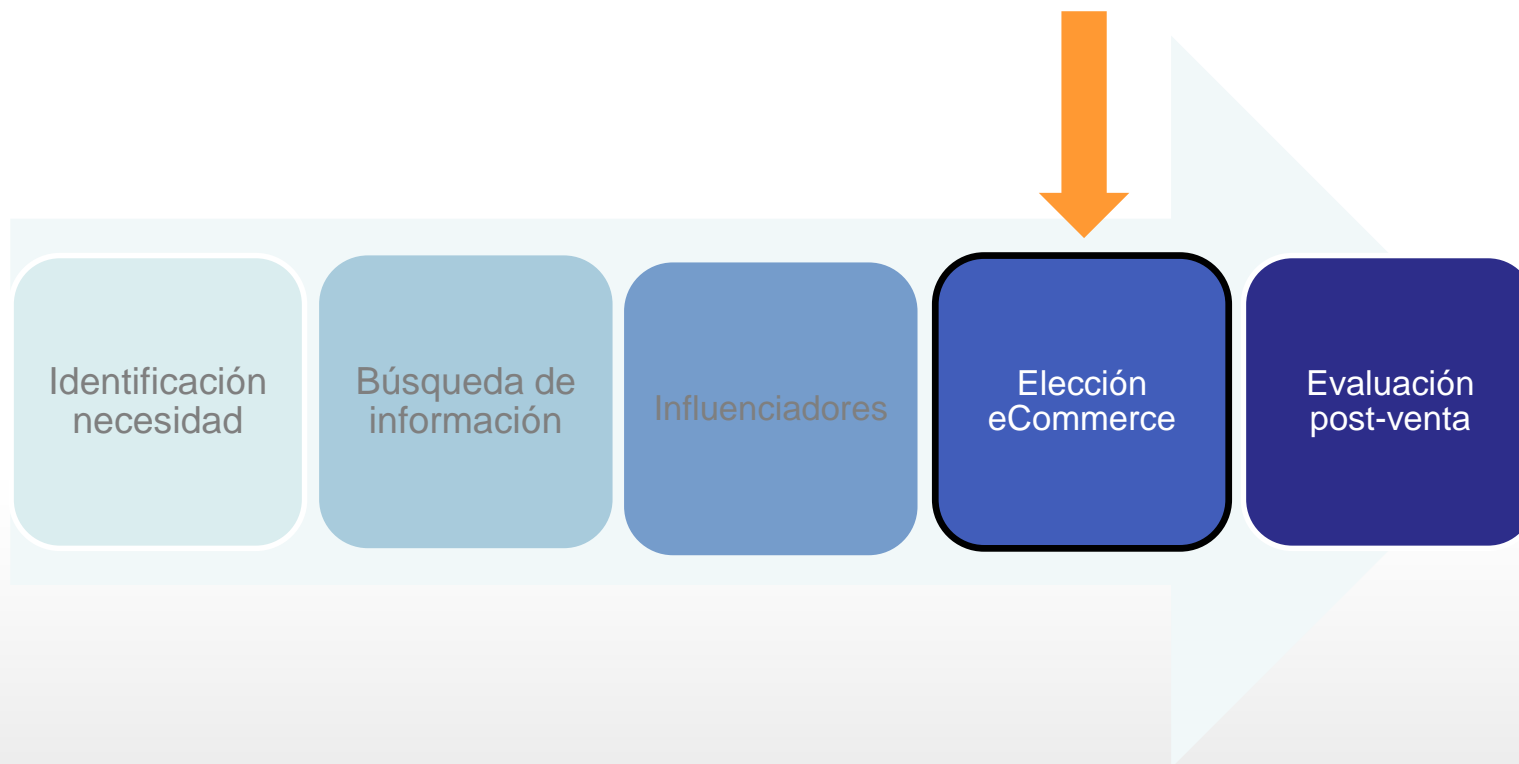 Identificación
necesidad
Búsqueda de
información
Influenciadores
Elección
eCommerce
Evaluación
post-venta